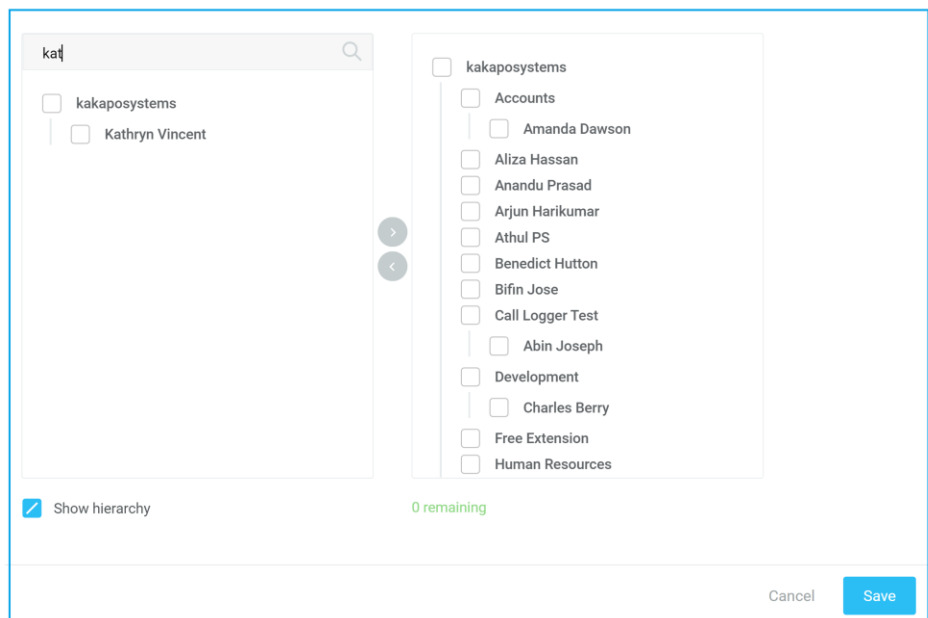 kat
kakaposystems
Kathryn Vincent
kakaposystems
Accounts
Amanda Dawson
Aliza Hassan
Anandu Prasad
Arjun Harikumar
Athul PS
Benedict Hutton
Bifin Jose
Call Logger Test
Abin Joseph
Development
Charles Berry
Free Extension
Human Resources
Show hierarchy
0 remaining
Cancel
Save